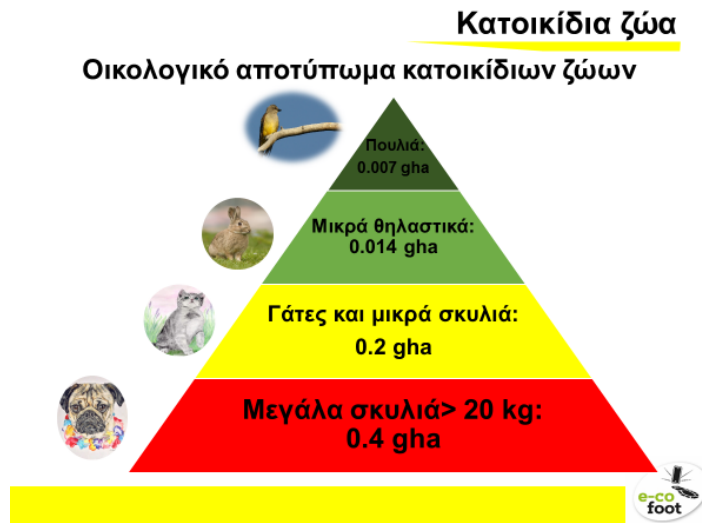 Κατοικίδια ζώα
Οικολογικό αποτύπωμα κατοικίδιων ζώων
Πουλιά:
0.007 gha
Μικρά θηλαστικά:
0.014 gha
Γάτες και μικρά σκυλιά:
0.2 gha
Μεγάλα σκυλιά> 20 kg:
0.4 gha
e-co
foot